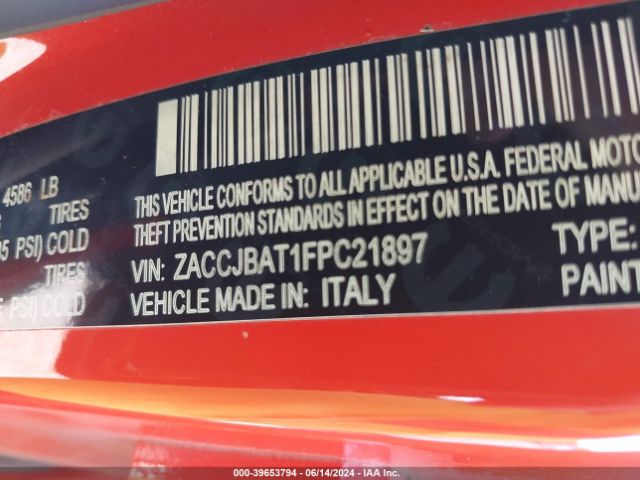 4586 LB
TIRES
PSI) COLD
TIRES
PSI) COLD
THIS VEHICLE CONFORMS TO ALL APPLICABLE U.S.A. FEDERAL MOTO
THEFT PREVENTION STANDARDS IN EFFECT ON THE DATE OF MANU
VIN: ZACCJBAT1FPC21897
VEHICLE MADE IN: ITALY
TYPE:
PAINT
000-39653794 - 06/14/2024 - IAA Inc.